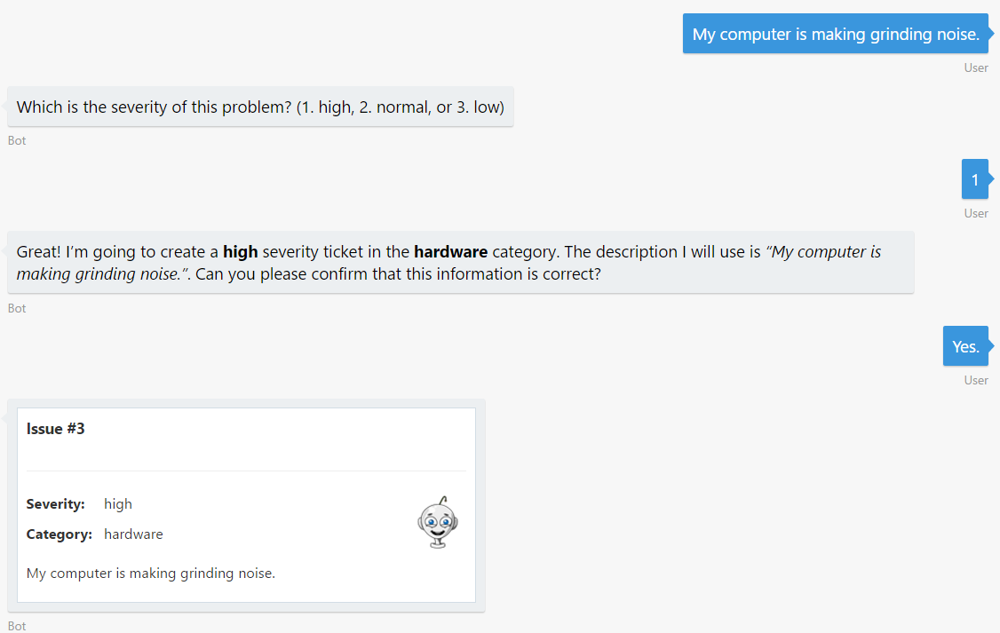 My computer is making grinding noise.
User
Which is the severity of this problem? (1. high, 2. normal, or 3. low)
Bot
1
User
Great! I’m going to create a high severity ticket in the hardware category. The description I will use is “My computer is
making grinding noise.”. Can you please confirm that this information is correct?
Bot
Yes.
User
Issue #3
Severity: high
Category: hardware
My computer is making grinding noise.
Bot